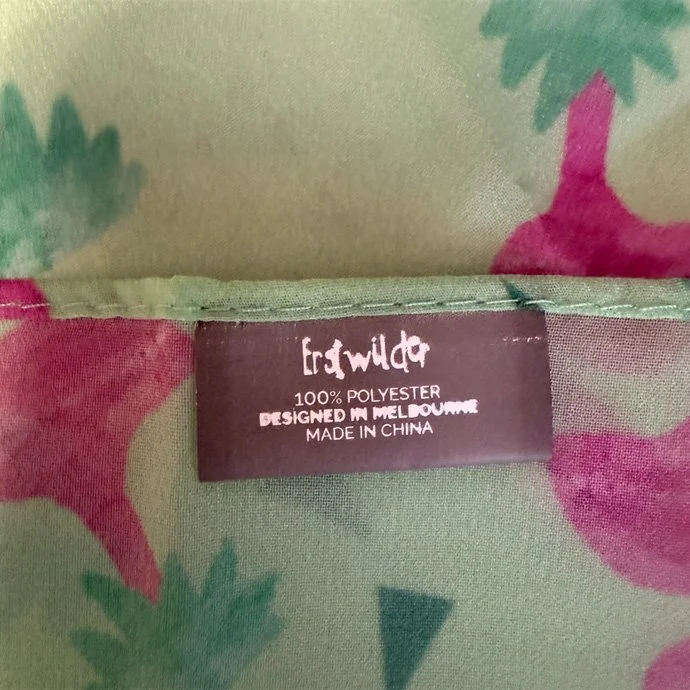 Erstwilder
100% POLYESTER
DESIGNED IN MELBOURNE
MADE IN CHINA